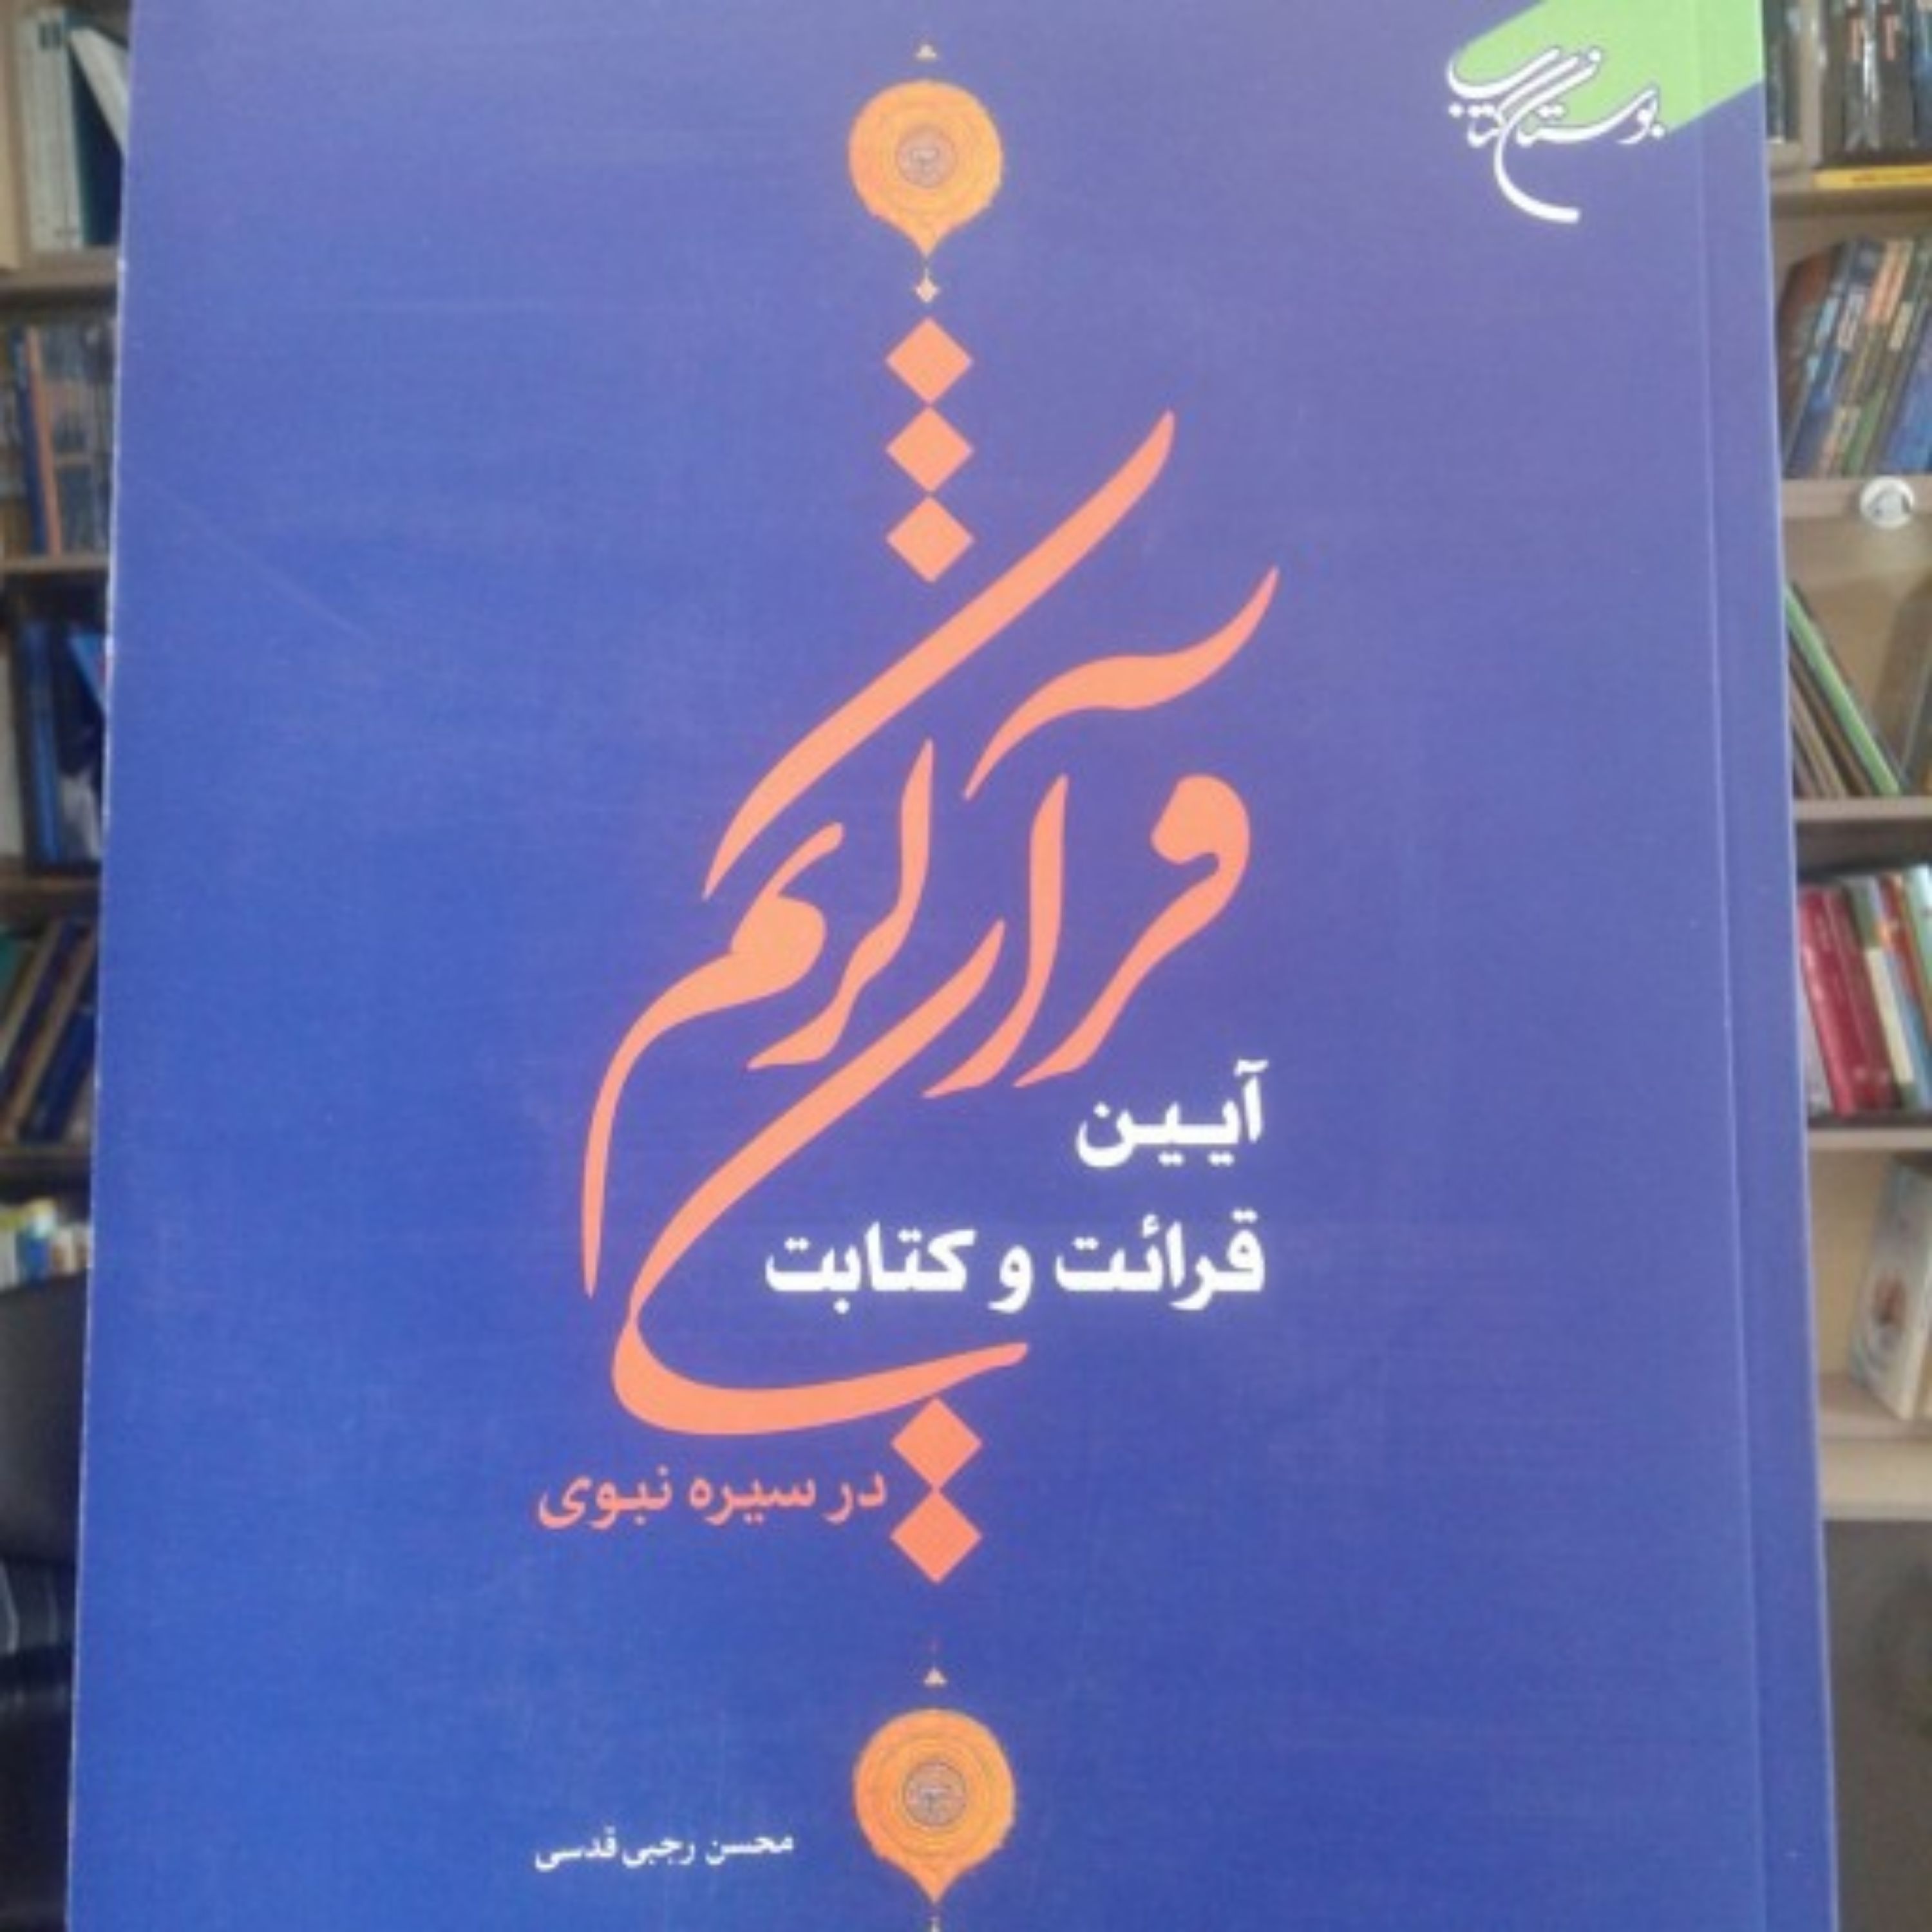 بوستان کتاب
آیین
قرائت و کتابت
قرآن کریم
در سیره نبوی
محسن رجبی قدسی